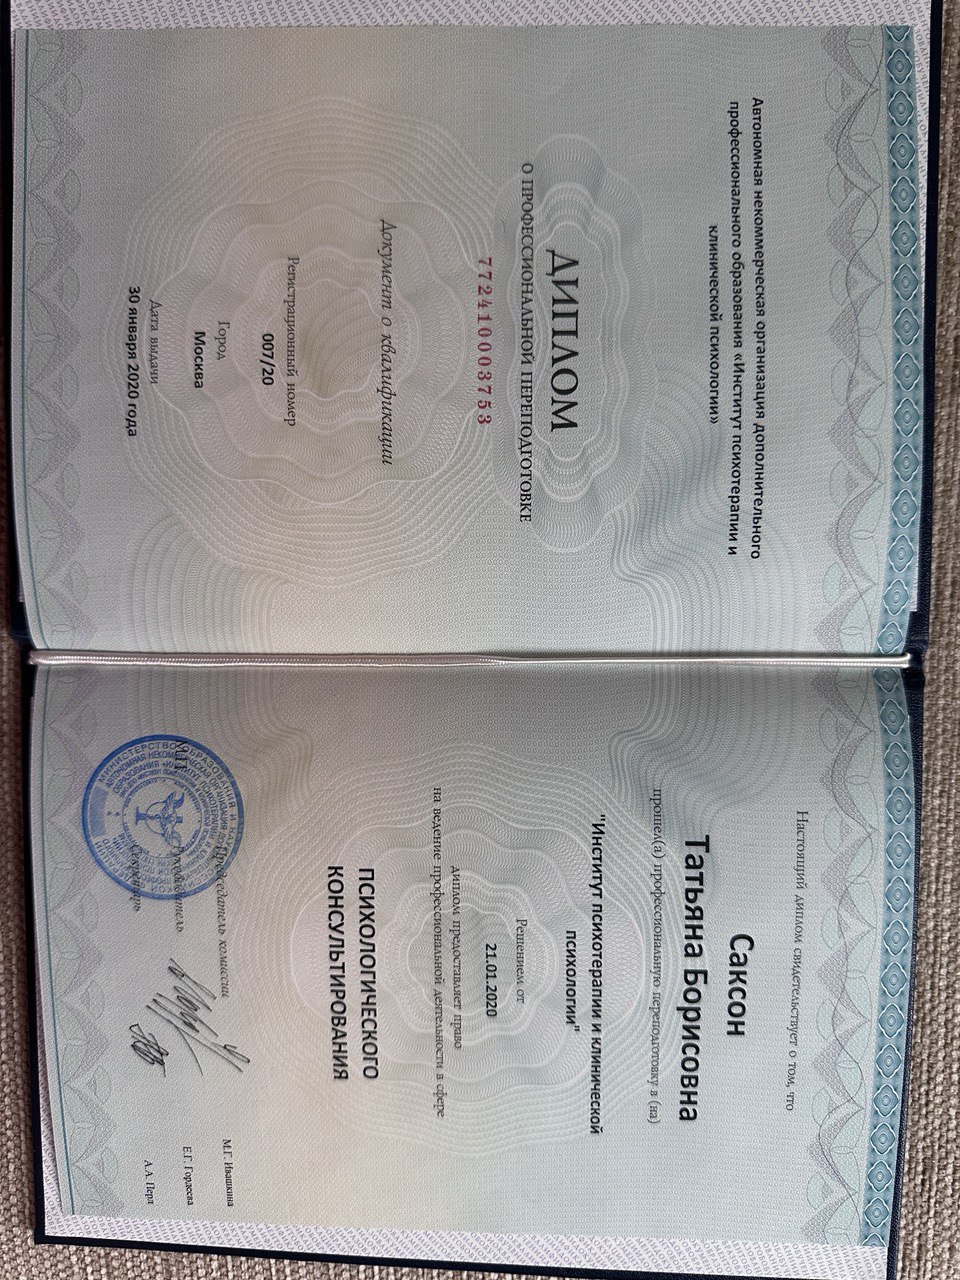 Автономная некоммерческая организация дополнительного
профессионального образования «Институт психотерапии и
клинической психологии»
ДИПЛОМ
О ПРОФЕССИОНАЛЬНОЙ ПЕРЕПОДГОТОВКЕ
772410003753
Документ о квалификации
Регистрационный номер
007/20
Город
Москва
Дата выдачи
30 января 2020 года
Настоящий диплом свидетельствует о том, что
Саксон
Татьяна Борисовна
прошел(а) профессиональную переподготовку в (на)
"Институт психотерапии и клинической
психологии"
Решением от
21.01.2020
диплом предоставляет право
на ведение профессиональной деятельности в сфере
ПСИХОЛОГИЧЕСКОГО
КОНСУЛЬТИРОВАНИЯ
Председатель комиссии
М.Г. Ивашкина
М.П.
Руководитель
Е.Г. Гордеева
Секретарь
А.А. Перл